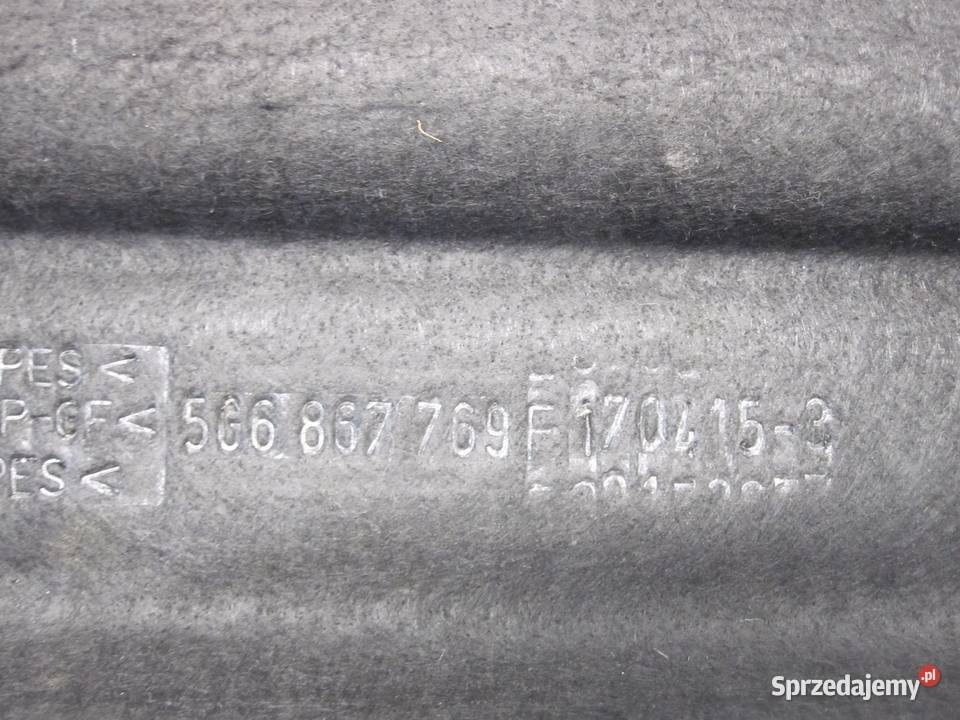 PES <
P-GF< 5G6 867 769 F 170415-3
PES <
Sprzedajemy.pl